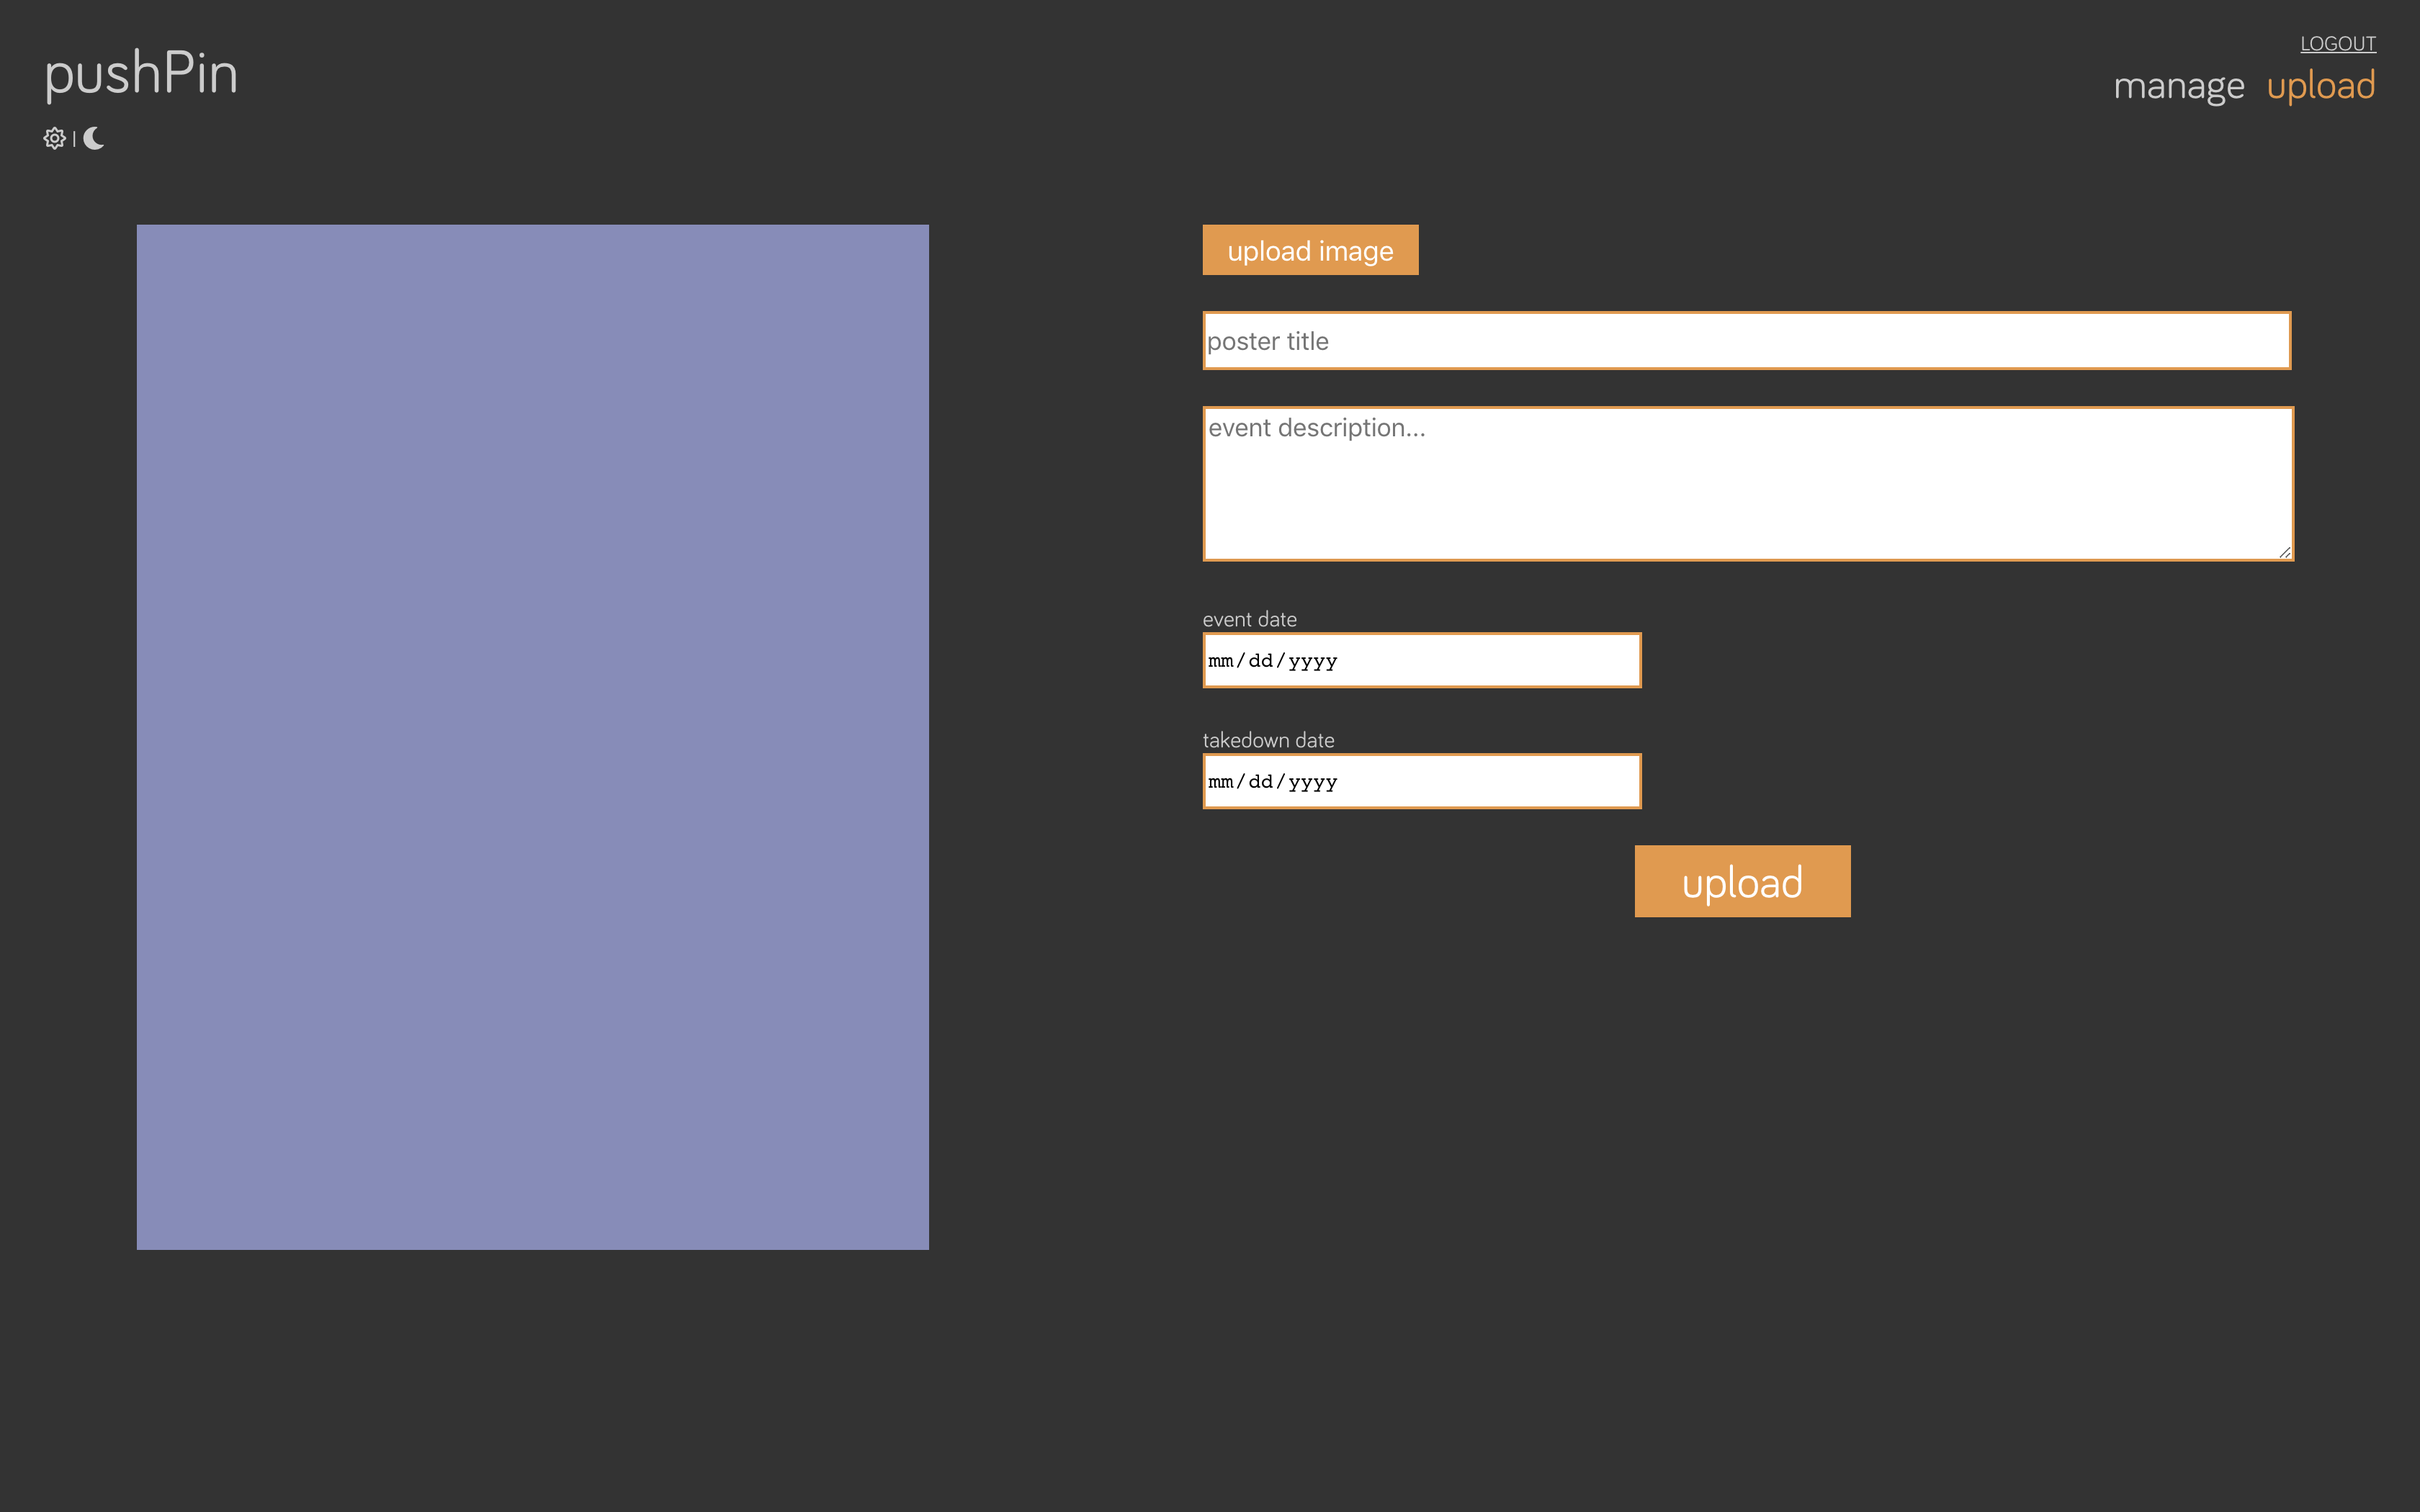 pushPin
LOGOUT
manage upload
upload image
poster title
event description...
event date
mm/dd/yyyy
takedown date
mm/dd/yyyy
upload